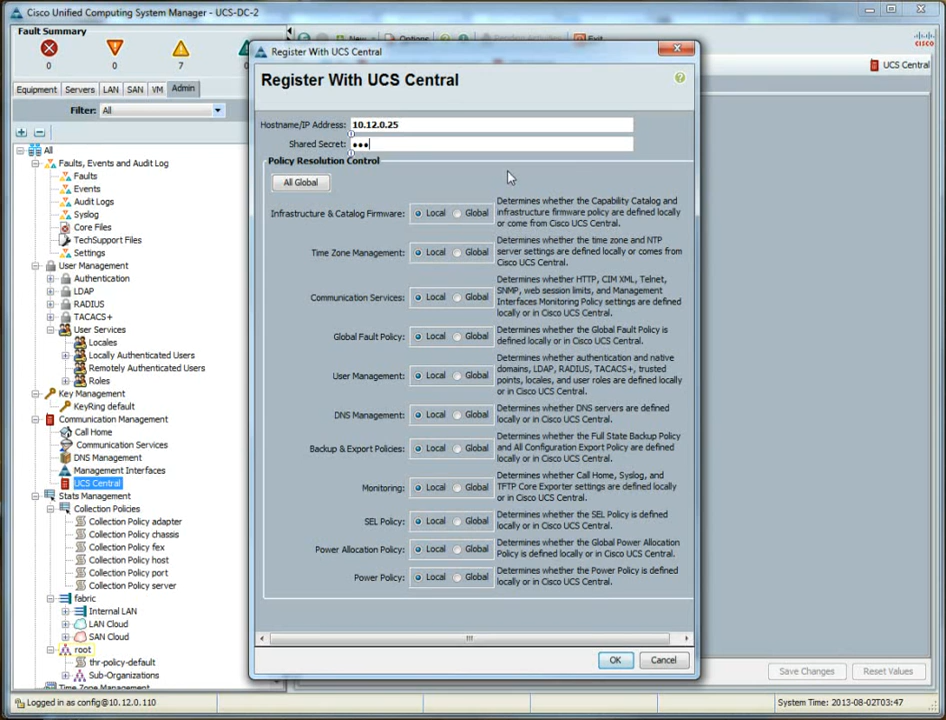 Cisco Unified Computing System Manager - UCS-DC-2
Fault Summary
0
0
7
Equipment Servers LAN SAN VM Admin
Filter: All
All
Faults, Events and Audit Log
Faults
Events
Audit Logs
Syslog
Core Files
TechSupport Files
Settings
User Management
Authentication
LDAP
RADIUS
TACACS+
User Services
Locales
Locally Authenticated Users
Remotely Authenticated Users
Roles
Key Management
KeyRing default
Communication Management
Call Home
Communication Services
DNS Management
Management Interfaces
UCS Central
Stats Management
Collection Policies
Collection Policy adapter
Collection Policy chassis
Collection Policy fex
Collection Policy host
Collection Policy port
Collection Policy server
fabric
Internal LAN
LAN Cloud
SAN Cloud
root
thr-policy-default
Sub-Organizations
Time Zone Management
Logged in as config@10.12.0.110
New Options Exit
CISCO
UCS Central
Register With UCS Central
Register With UCS Central
Hostname/IP Address: 10.12.0.25
Shared Secret: •••
Policy Resolution Control
All Global
Infrastructure & Catalog Firmware: Local Global
Determines whether the Capability Catalog and
infrastructure firmware policy are defined locally
or come from Cisco UCS Central.
Time Zone Management: Local Global
Determines whether the time zone and NTP
server settings are defined locally or comes from
Cisco UCS Central.
Communication Services: Local Global
Determines whether HTTP, CIM XML, Telnet,
SNMP, web session limits, and Management
Interfaces Monitoring Policy settings are defined
locally or in Cisco UCS Central.
Global Fault Policy: Local Global
Determines whether the Global Fault Policy is
defined locally or in Cisco UCS Central.
User Management: Local Global
Determines whether authentication and native
domains, LDAP, RADIUS, TACACS+, trusted
points, locales, and user roles are defined locally
or in Cisco UCS Central.
DNS Management: Local Global
Determines whether DNS servers are defined
locally or in Cisco UCS Central.
Backup & Export Policies: Local Global
Determines whether the Full State Backup Policy
and All Configuration Export Policy are defined
locally or in Cisco UCS Central.
Monitoring: Local Global
Determines whether Call Home, Syslog, and
TFTP Core Exporter settings are defined locally
or in Cisco UCS Central.
SEL Policy: Local Global
Determines whether the SEL Policy is defined
locally or in Cisco UCS Central.
Power Allocation Policy: Local Global
Determines whether the Global Power Allocation
Policy is defined locally or in Cisco UCS Central.
Power Policy: Local Global
Determines whether the Power Policy is defined
locally or in Cisco UCS Central.
OK Cancel
Save Changes Reset Values
System Time: 2013-08-02T03:47